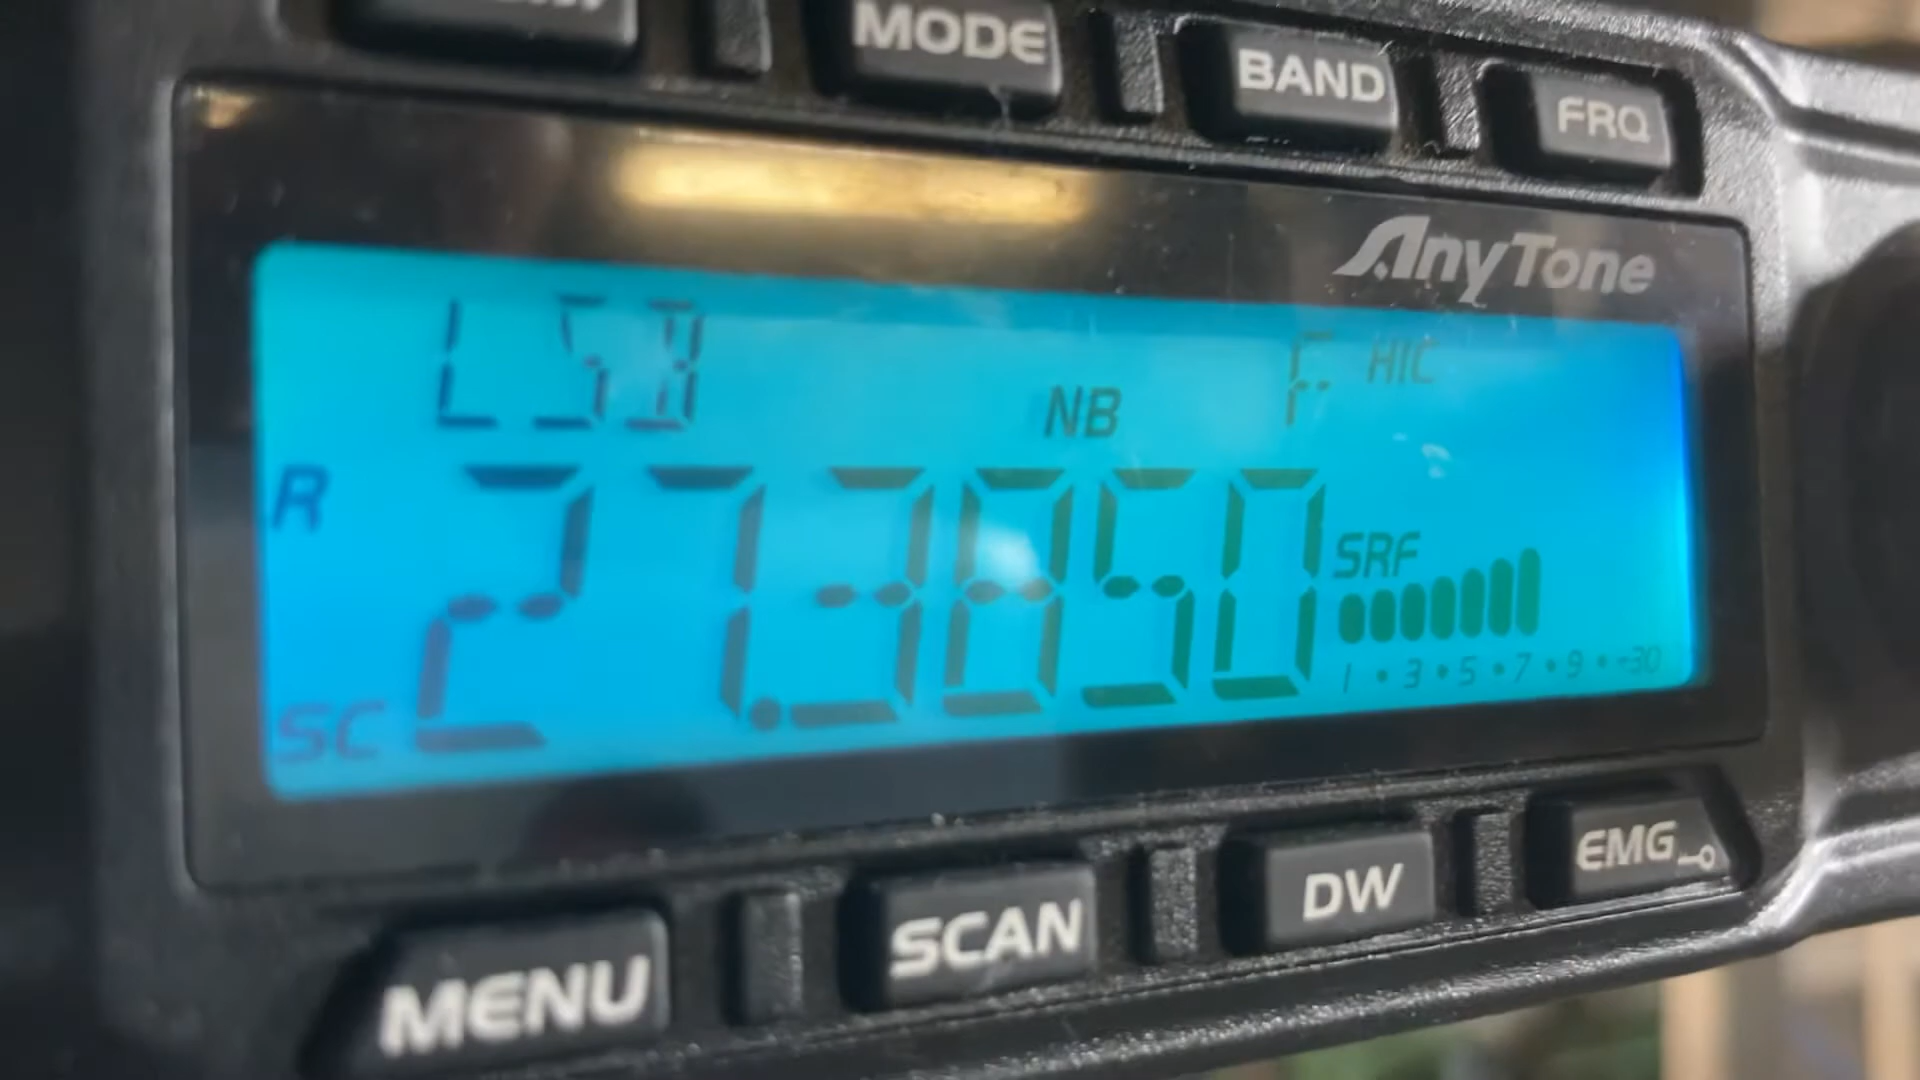 MODE
BAND
FRQ
AnyTone
LSB
NB
F HIC
R
27.3850
SRF
1 • 3 • 5 • 7 • 9 • +30
SC
MENU
SCAN
DW
EMG